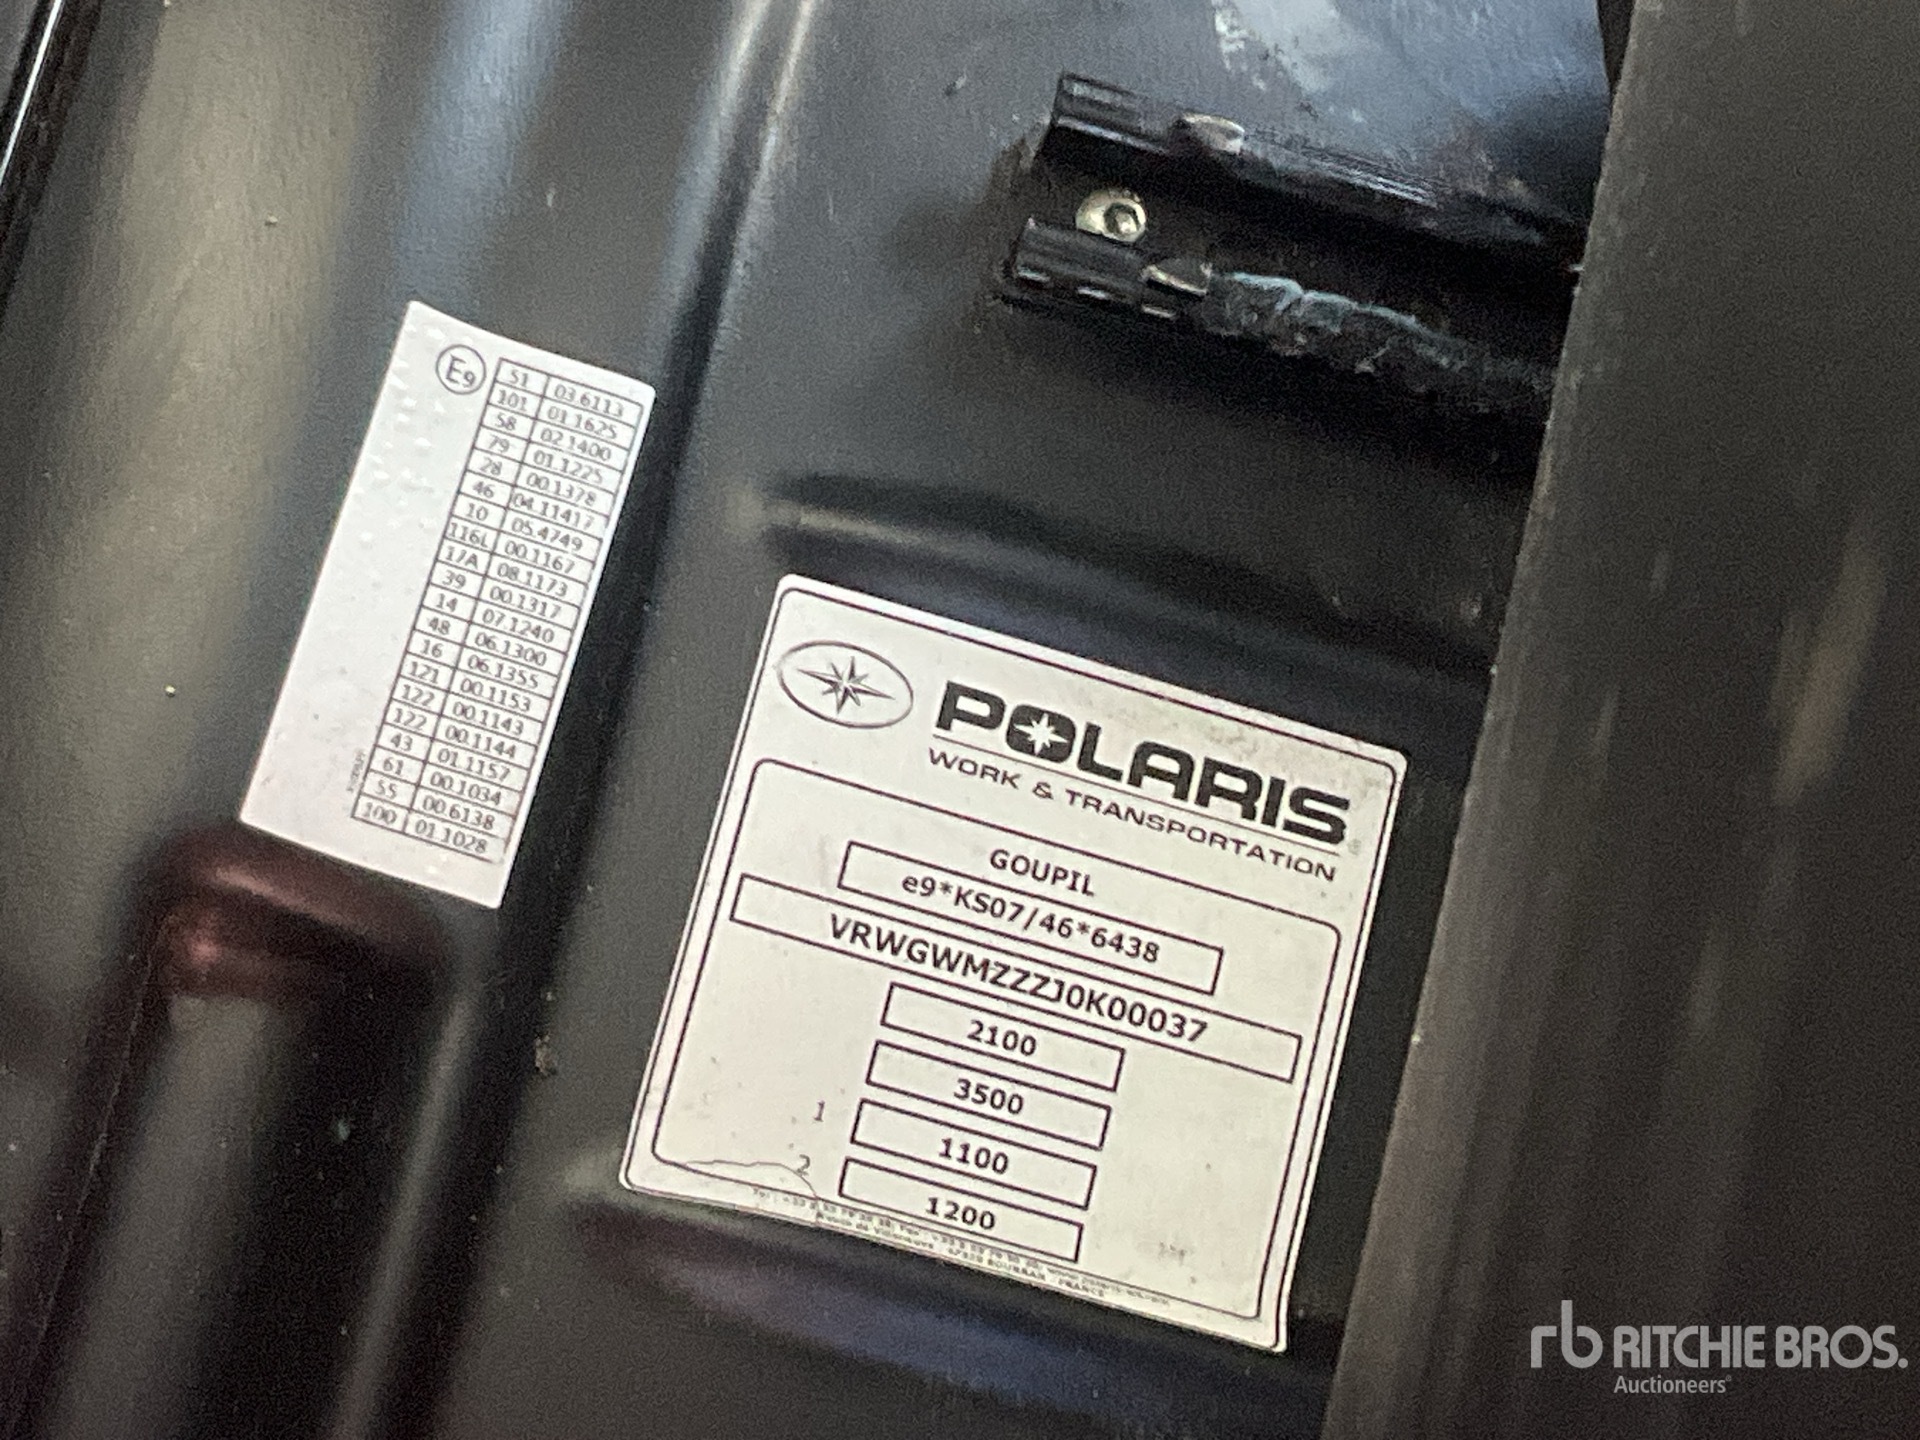 E9
51 03.6113
101 01.1625
58 02.1400
79 01.1225
28 00.1378
46 04.11417
10 05.4749
116L 00.1167
17A 08.1173
39 00.1317
14 07.1240
48 06.1300
16 06.1355
121 00.1153
122 00.1143
122 00.1144
43 01.1157
61 00.1034
55 00.6138
100 01.1028
POLARIS
WORK & TRANSPORTATION
GOUPIL
e9*KS07/46*6438
VRWGWMZZZJ0K00037
2100
3500
1 1100
2 1200
BOURRAN - FRANCE
rb RITCHIE BROS.
Auctioneers